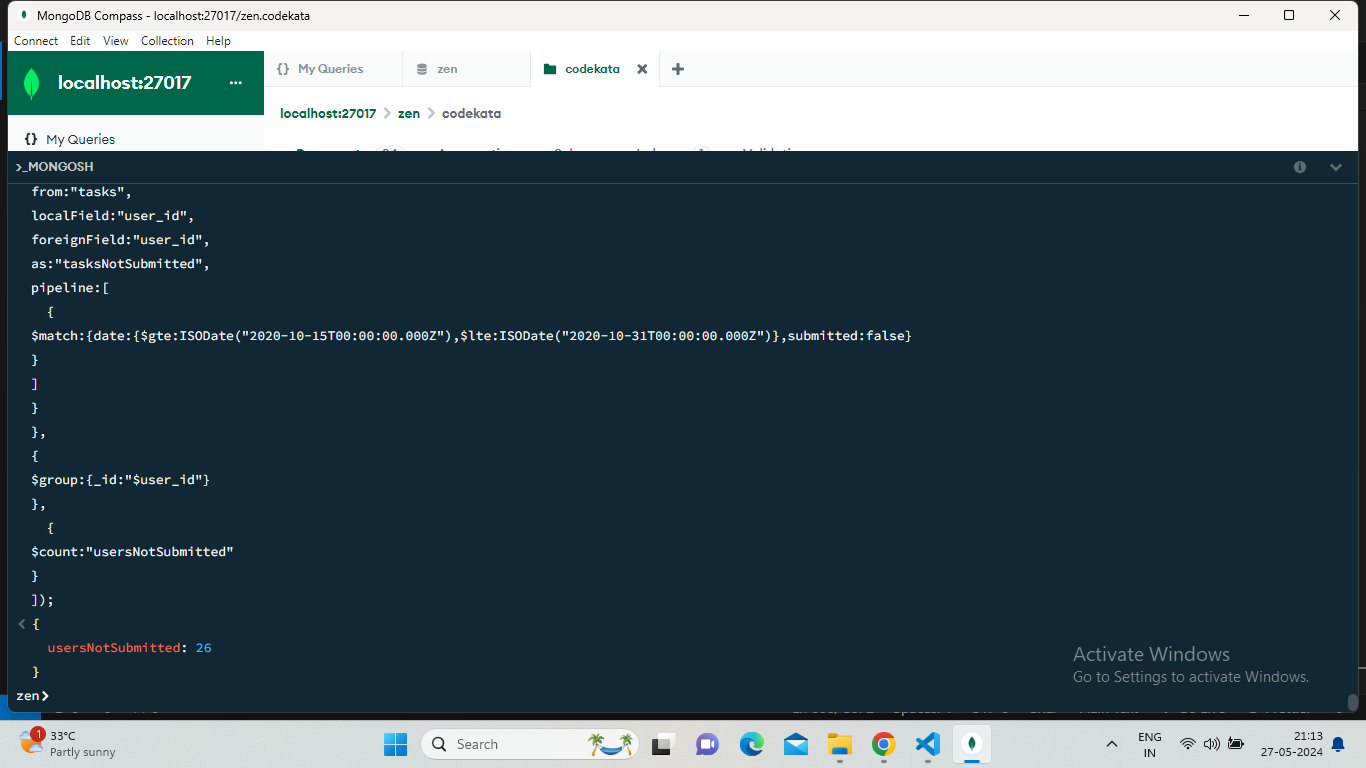 MongoDB Compass - localhost:27017/zen.codekata
Connect Edit View Collection Help
localhost:27017 ...
{} My Queries
{} My Queries zen codekata
localhost:27017 > zen > codekata
>_MONGOSH
from:"tasks",
localField:"user_id",
foreignField:"user_id",
as:"tasksNotSubmitted",
pipeline:[
{
$match:{date:{$gte:ISODate("2020-10-15T00:00:00.000Z"),$lte:ISODate("2020-10-31T00:00:00.000Z")},submitted:false}
}
]
}
},
{
$group:{_id:"$user_id"}
},
{
$count:"usersNotSubmitted"
}
]);
< {
usersNotSubmitted: 26
}
zen>
Activate Windows
Go to Settings to activate Windows.
1
33°C
Partly sunny
Search
ENG
IN
21:13
27-05-2024